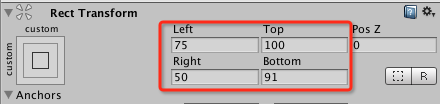 Rect Transform
custom
custom
Left Top Pos Z
75 100 0
Right Bottom
50 91 R
Anchors